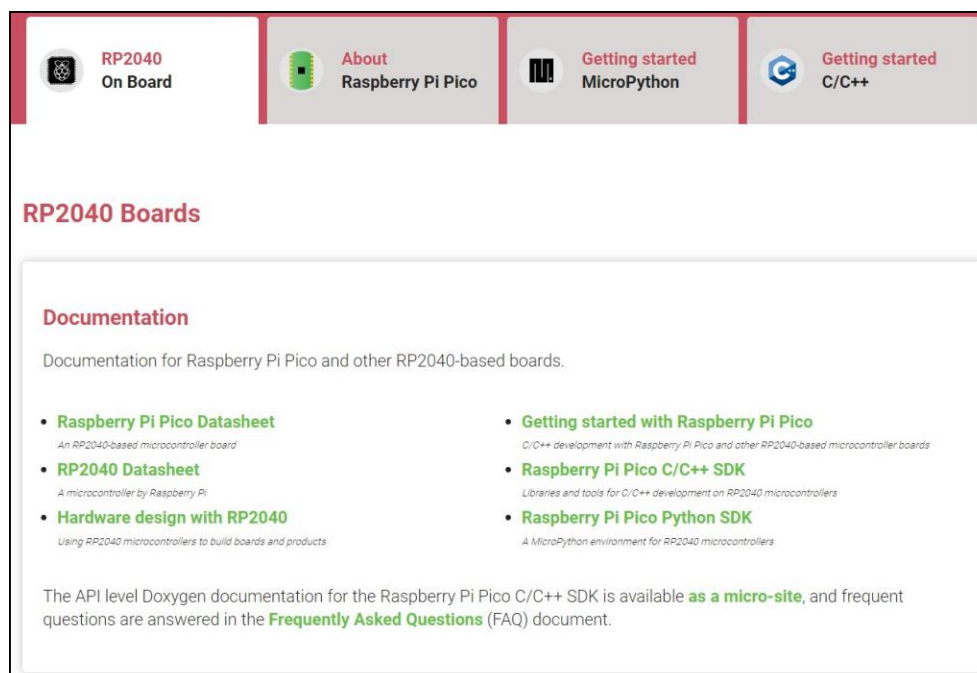 RP2040
On Board
About
Raspberry Pi Pico
Getting started
MicroPython
Getting started
C/C++
RP2040 Boards
Documentation
Documentation for Raspberry Pi Pico and other RP2040-based boards.
• Raspberry Pi Pico Datasheet
An RP2040-based microcontroller board
• RP2040 Datasheet
A microcontroller by Raspberry Pi
• Hardware design with RP2040
Using RP2040 microcontrollers to build boards and products
• Getting started with Raspberry Pi Pico
C/C++ development with Raspberry Pi Pico and other RP2040-based microcontroller boards
• Raspberry Pi Pico C/C++ SDK
Libraries and tools for C/C++ development on RP2040 microcontrollers
• Raspberry Pi Pico Python SDK
A MicroPython environment for RP2040 microcontrollers
The API level Doxygen documentation for the Raspberry Pi Pico C/C++ SDK is available as a micro-site, and frequent
questions are answered in the Frequently Asked Questions (FAQ) document.